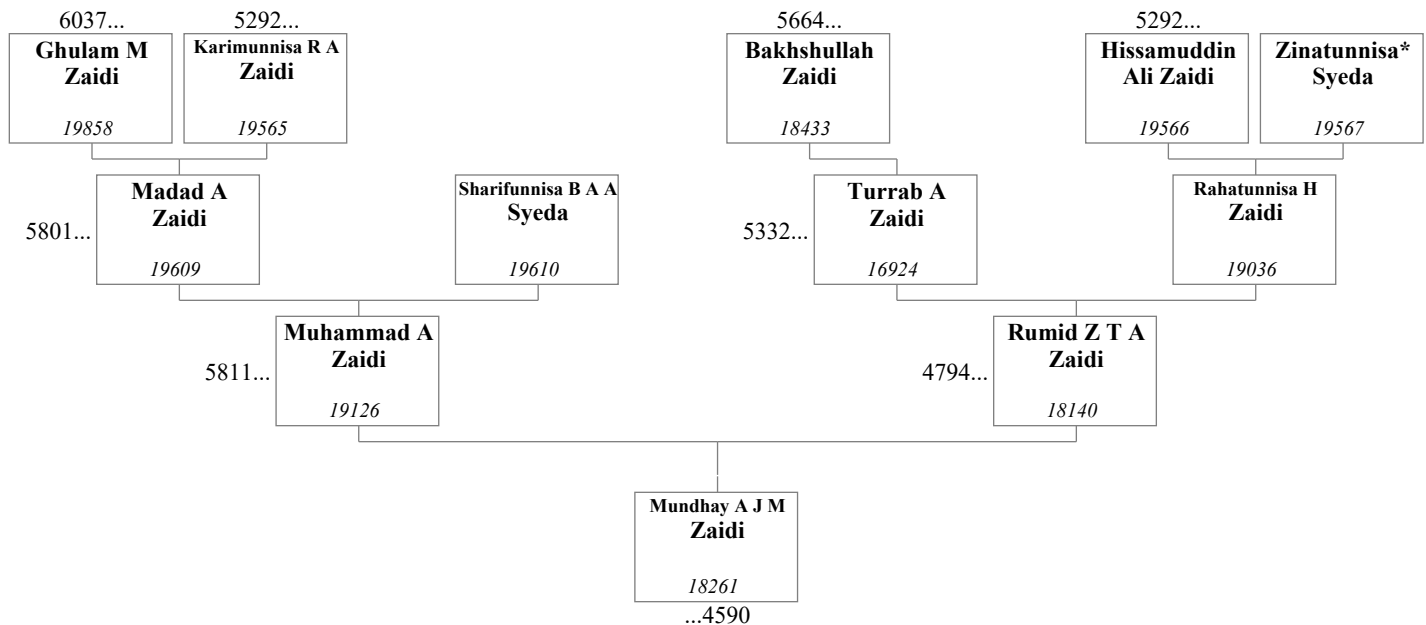 6037...
5292...
5664...
5292...
Ghulam M
Zaidi
19858
Karimunnisa R A
Zaidi
19565
Bakhshullah
Zaidi
18433
Hissamuddin
Ali Zaidi
19566
Zinatunnisa*
Syeda
19567
5801...
Madad A
Zaidi
19609
Sharifunnisa B A A
Syeda
19610
5332...
Turrab A
Zaidi
16924
Rahatunnisa H
Zaidi
19036
5811...
Muhammad A
Zaidi
19126
4794...
Rumid Z T A
Zaidi
18140
Mundhay A J M
Zaidi
18261
...4590